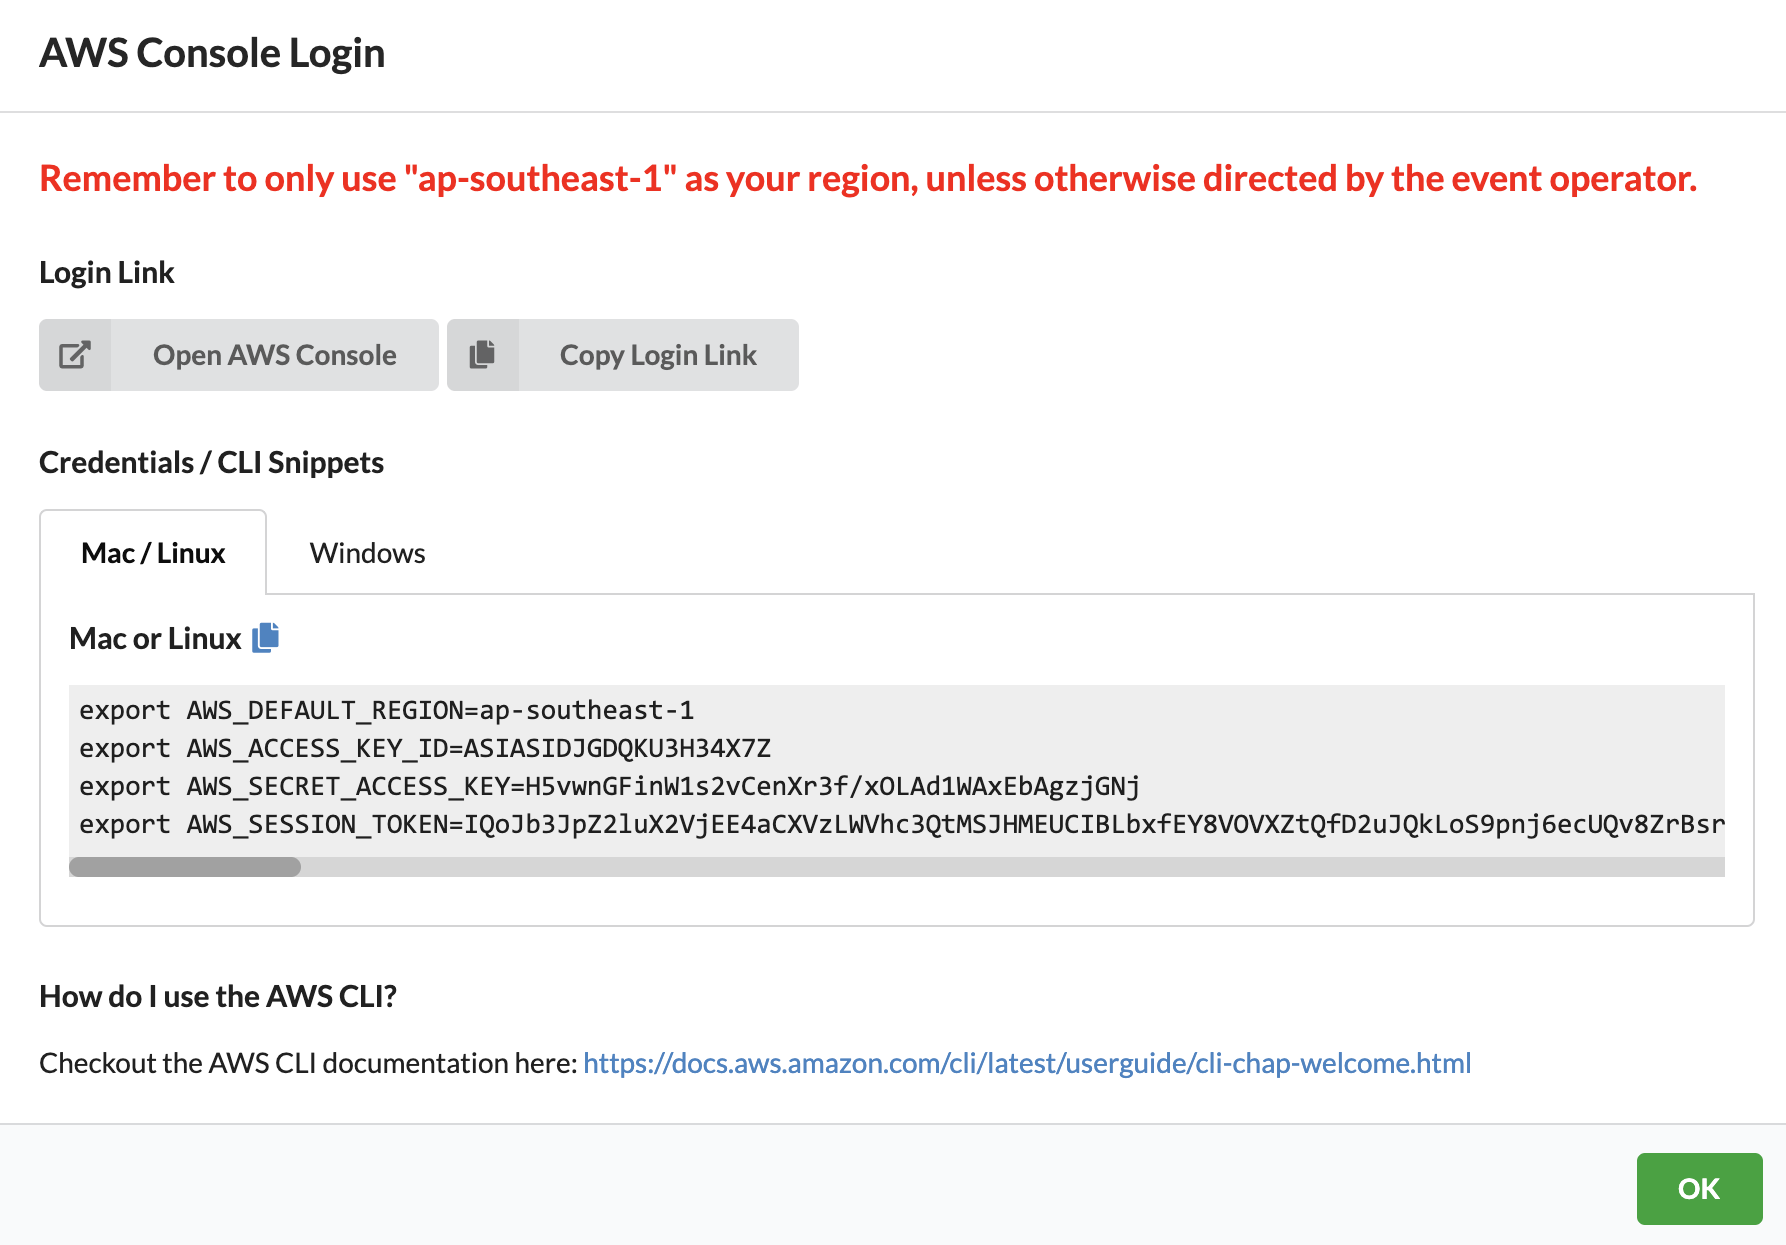 AWS Console Login
Remember to only use "ap-southeast-1" as your region, unless otherwise directed by the event operator.
Login Link
Open AWS Console
Copy Login Link
Credentials / CLI Snippets
Mac / Linux
Windows
Mac or Linux
export AWS_DEFAULT_REGION=ap-southeast-1
export AWS_ACCESS_KEY_ID=ASIASIDJGDQKU3H34X7Z
export AWS_SECRET_ACCESS_KEY=H5vwnGFinW1s2vCenXr3f/xOLAd1WAxEbAgzjGNj
export AWS_SESSION_TOKEN=IQoJb3JpZ2luX2VjEE4aCXVzLWVhc3QtMSJHMEUCIBLbxfEY8VOVXZtQfD2uJQkLoS9pnj6ecUQv8ZrBsr
How do I use the AWS CLI?
Checkout the AWS CLI documentation here: https://docs.aws.amazon.com/cli/latest/userguide/cli-chap-welcome.html
OK